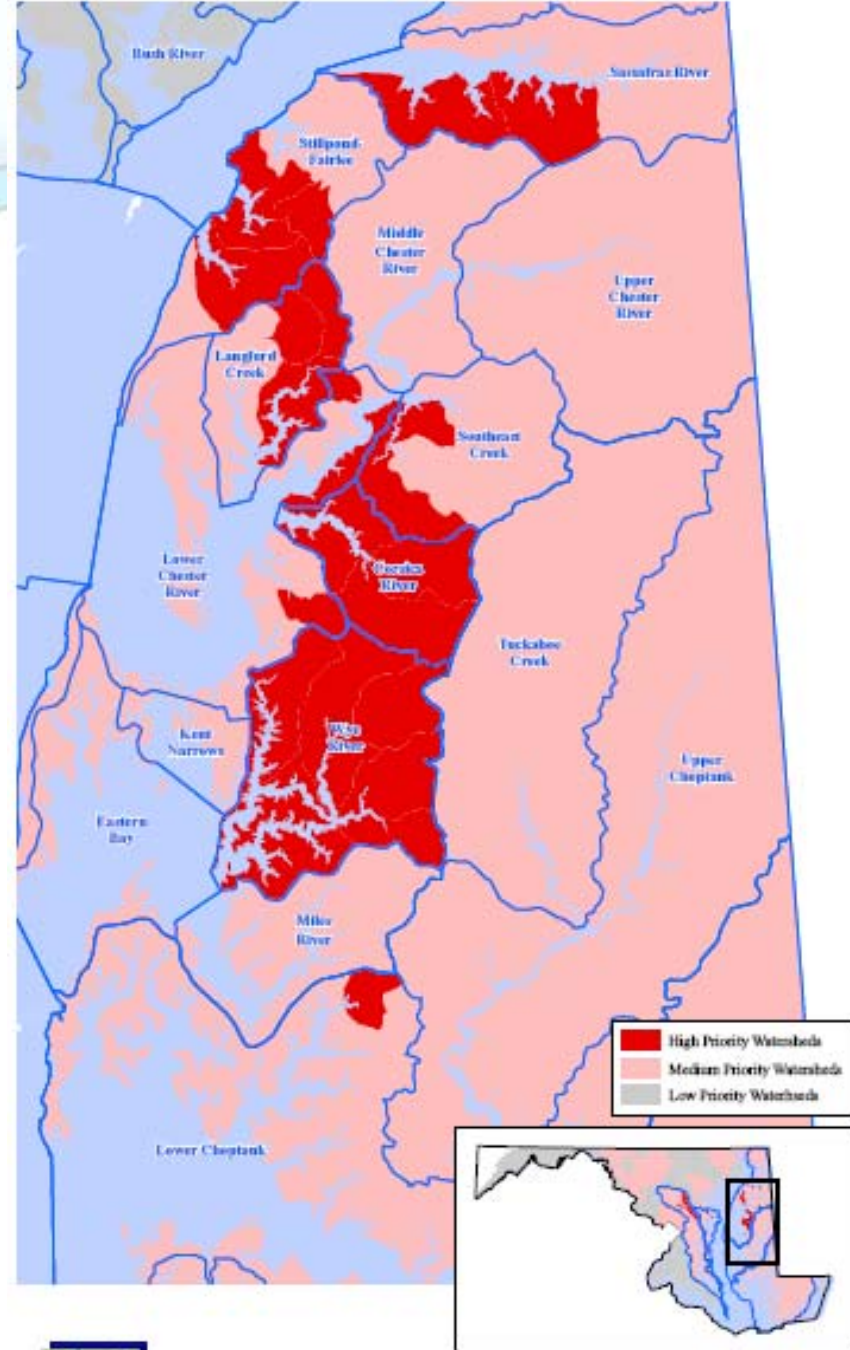 Bush River
Sassafras River
Stillpond
Fairlee
Middle
Chester
River
Upper
Chester
River
Langford
Creek
Southeast
Creek
Lower
Chester
River
Corsica
River
Tuckahoe
Creek
Wye
River
Kent
Narrows
Upper
Choptank
Eastern
Bay
Miles
River
High Priority Watersheds
Medium Priority Watersheds
Low Priority Waterhseds
Lower Choptank